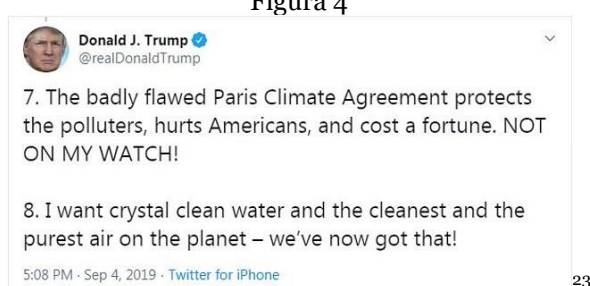 Figura 4
Donald J. Trump
@realDonaldTrump
7. The badly flawed Paris Climate Agreement protects
the polluters, hurts Americans, and cost a fortune. NOT
ON MY WATCH!
8. I want crystal clean water and the cleanest and the
purest air on the planet – we’ve now got that!
5:08 PM · Sep 4, 2019 · Twitter for iPhone
23